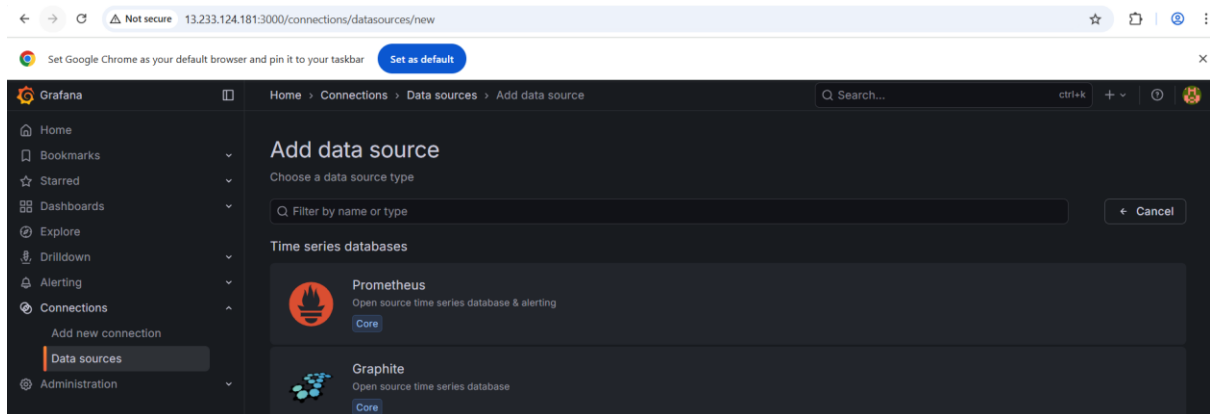 Not secure 13.233.124.181:3000/connections/datasources/new
Set Google Chrome as your default browser and pin it to your taskbar Set as default
Grafana Home › Connections › Data sources › Add data source Search... ctrl+k
Home
Bookmarks
Starred
Dashboards
Explore
Drilldown
Alerting
Connections
Add new connection
Data sources
Administration
Add data source
Choose a data source type
Filter by name or type
← Cancel
Time series databases
Prometheus
Open source time series database & alerting
Core
Graphite
Open source time series database
Core